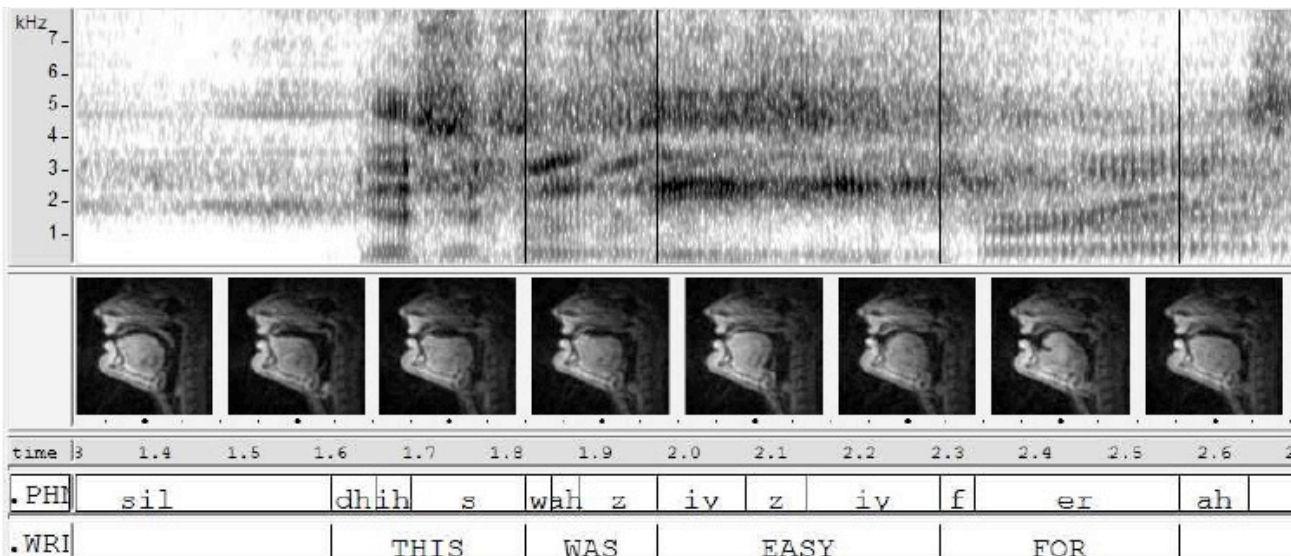 kHz
7
6
5
4
3
2
1
time 3 1.4 1.5 1.6 1.7 1.8 1.9 2.0 2.1 2.2 2.3 2.4 2.5 2.6 2
.PHN sil dh ih s w ah z iy z iy f er ah
.WRI THIS WAS EASY FOR